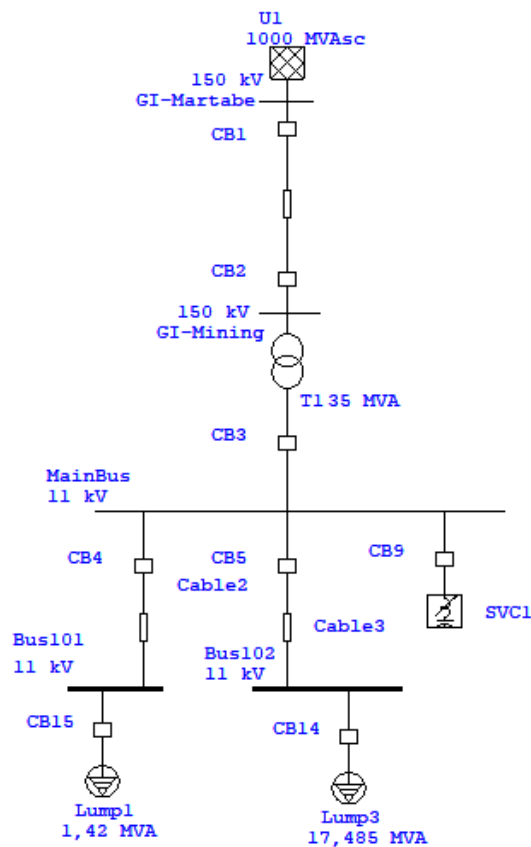 U1
1000 MVAsc
150 kV
GI-Martabe
CB1
CB2
150 kV
GI-Mining
T1 35 MVA
CB3
MainBus
11 kV
CB4
CB5
CB9
Cable2
SVC1
Cable3
Bus101
11 kV
Bus102
11 kV
CB15
CB14
Lump1
1,42 MVA
Lump3
17,485 MVA